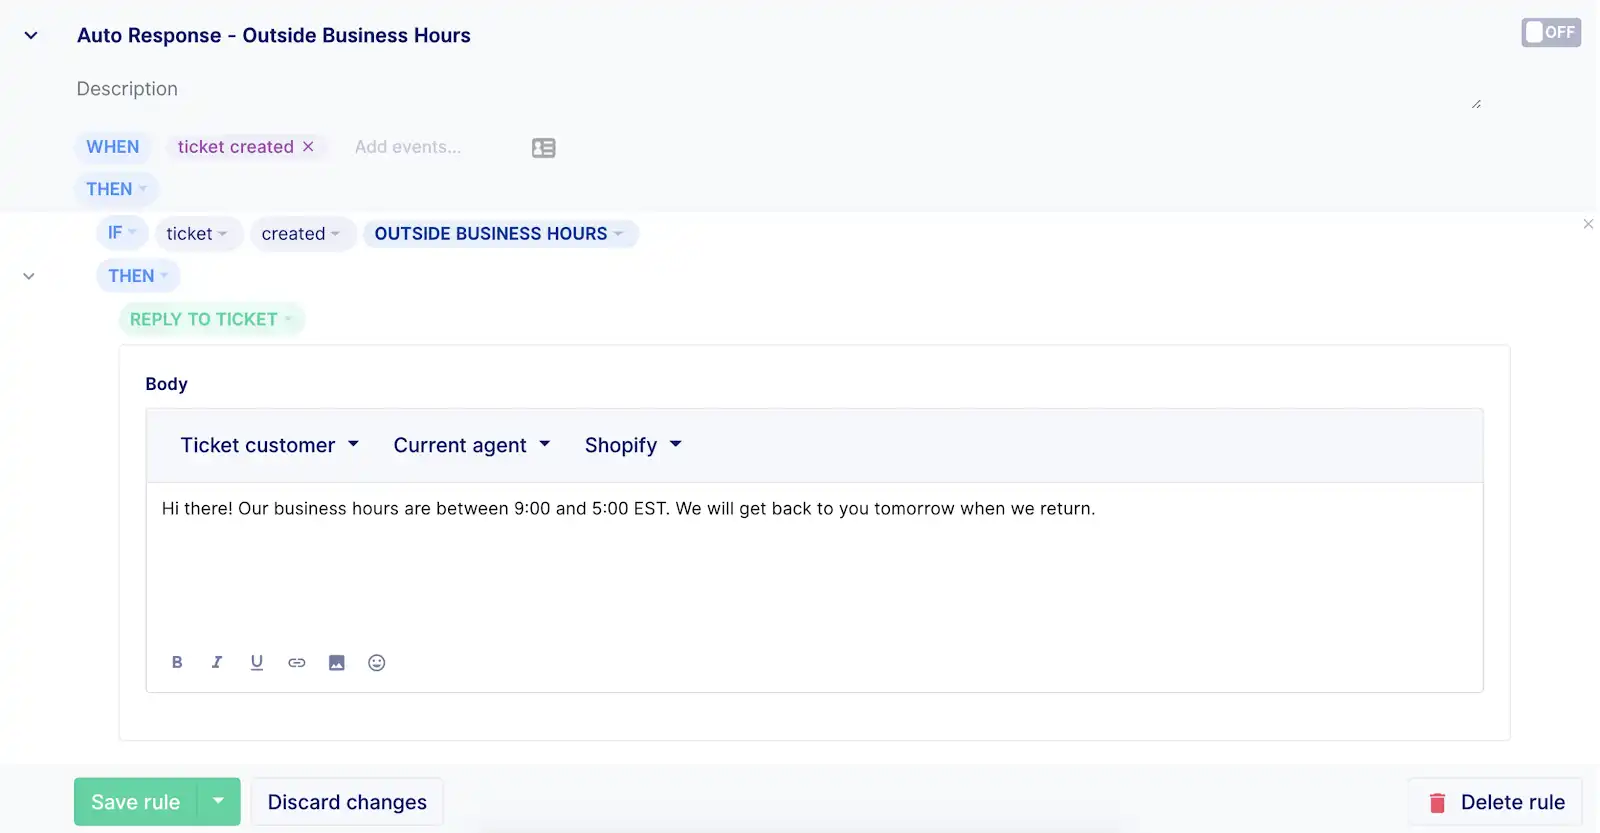 Auto Response - Outside Business Hours
OFF
Description
WHEN ticket created × Add events...
THEN
IF ticket created OUTSIDE BUSINESS HOURS
THEN
REPLY TO TICKET
Body
Ticket customer Current agent Shopify
Hi there! Our business hours are between 9:00 and 5:00 EST. We will get back to you tomorrow when we return.
B I U
Save rule Discard changes Delete rule